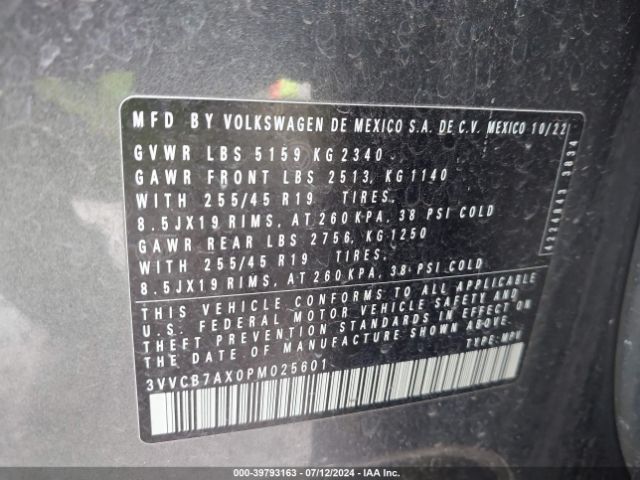 MFD BY VOLKSWAGEN DE MEXICO S.A. DE C.V. MEXICO 10/22
GVWR LBS 5159 KG 2340
GAWR FRONT LBS 2513, KG 1140
WITH 255/45 R19 TIRES,
8.5JX19 RIMS, AT 260 KPA, 38 PSI COLD
GAWR REAR LBS 2756, KG 1250
WITH 255/45 R19 TIRES,
8.5JX19 RIMS, AT 260 KPA, 38 PSI COLD
THIS VEHICLE CONFORMS TO ALL APPLICABLE
U.S. FEDERAL MOTOR VEHICLE SAFETY AND
THEFT PREVENTION STANDARDS IN EFFECT ON
THE DATE OF MANUFACTURE SHOWN ABOVE.
TYPE: MPV
3VVCB7AX0PM025601
3834
000-39793163 - 07/12/2024 - IAA Inc.